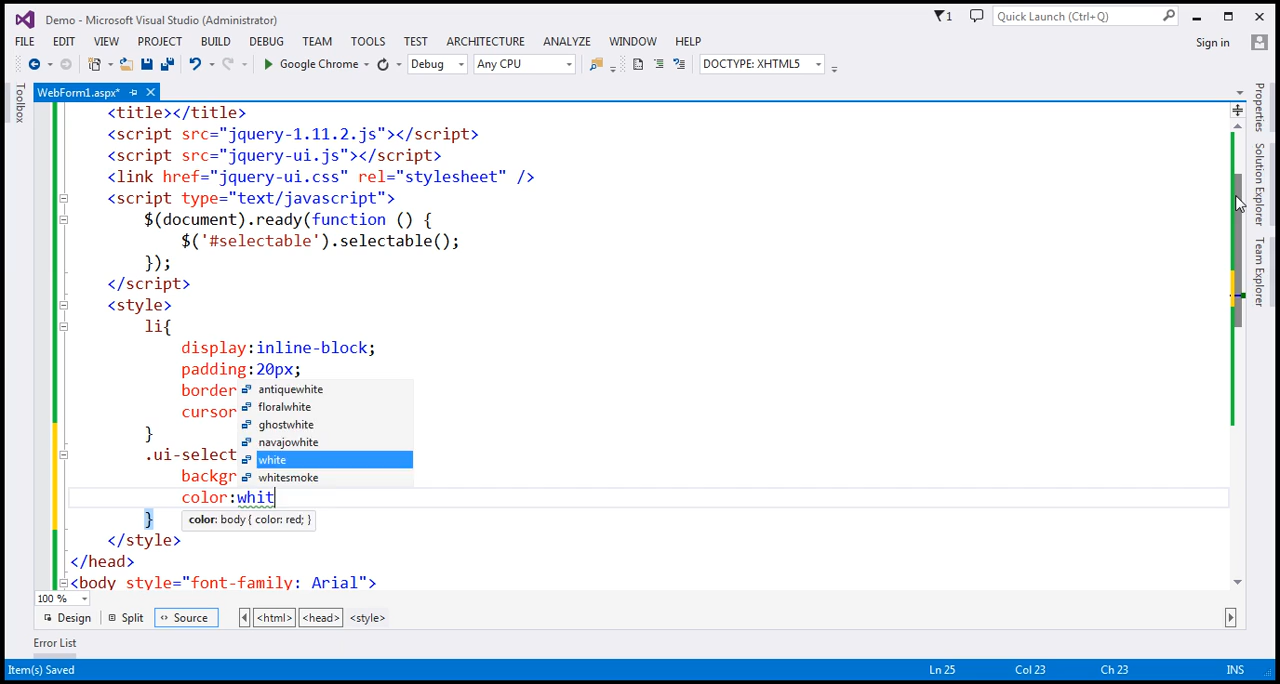 Demo - Microsoft Visual Studio (Administrator)
1
Quick Launch (Ctrl+Q)
FILE EDIT VIEW PROJECT BUILD DEBUG TEAM TOOLS TEST ARCHITECTURE ANALYZE WINDOW HELP
Sign in
Google Chrome Debug Any CPU DOCTYPE: XHTML5
Toolbox
WebForm1.aspx*
Properties
Solution Explorer
Team Explorer
<title></title>
<script src="jquery-1.11.2.js"></script>
<script src="jquery-ui.js"></script>
<link href="jquery-ui.css" rel="stylesheet" />
<script type="text/javascript">
$(document).ready(function () {
$('#selectable').selectable();
});
</script>
<style>
li{
display:inline-block;
padding:20px;
border
antiquewhite
floralwhite
cursor
ghostwhite
}
navajowhite
.ui-select
white
backgr
whitesmoke
color:whit
}
color: body { color: red; }
</style>
</head>
<body style="font-family: Arial">
100 %
Design Split Source <html> <head> <style>
Error List
Item(s) Saved Ln 25 Col 23 Ch 23 INS